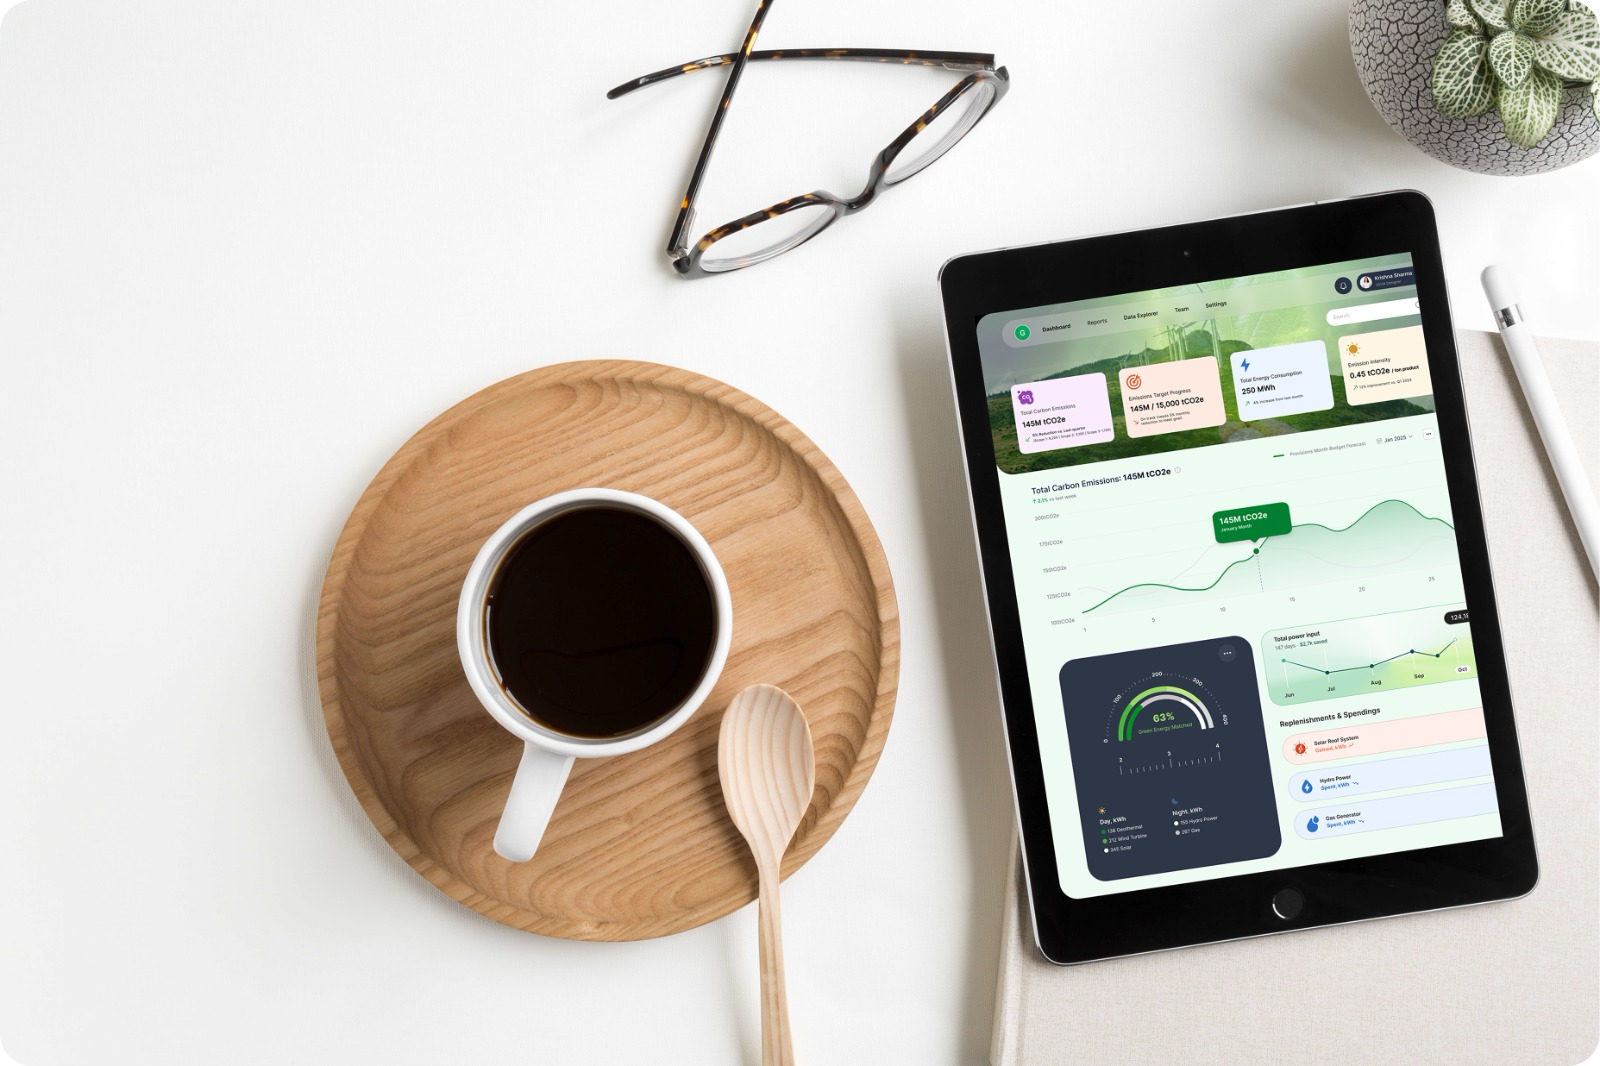 G Dashboard Reports Data Explorer Team Settings
Krishna Sharma
UI/UX Designer
Search
Total Carbon Emissions
145M tCO2e
5% Reduction vs. Last quarter
Emissions Target Progress
145M / 15,000 tCO2e
On track (needs 5% monthly
reduction to meet goal)
Total Energy Consumption
250 MWh
4% increase from last month
Emission Intensity
0.45 tCO2e / ton product
12% improvement vs. Q1 2024
Total Carbon Emissions: 145M tCO2e
↑ 2.1% vs last week
Provisions Month Budget Forecast
Jan 2025
200tCO2e
175tCO2e
150tCO2e
125tCO2e
100tCO2e
145M tCO2e
January Month
1 5 10 15 20 25
0 100 200 300 400
63%
Green Energy Matched
2 3 4
Day, kWh
138 Geothermal
212 Wind Turbine
345 Solar
Night, kWh
155 Hydro Power
287 Gas
Total power input
147 days · $2,7k saved
Jun Jul Aug Sep Oct
Replenishments & Spendings
Solar Roof System
Gained, kWh
Hydro Power
Spent, kWh
Gas Generator
Spent, kWh